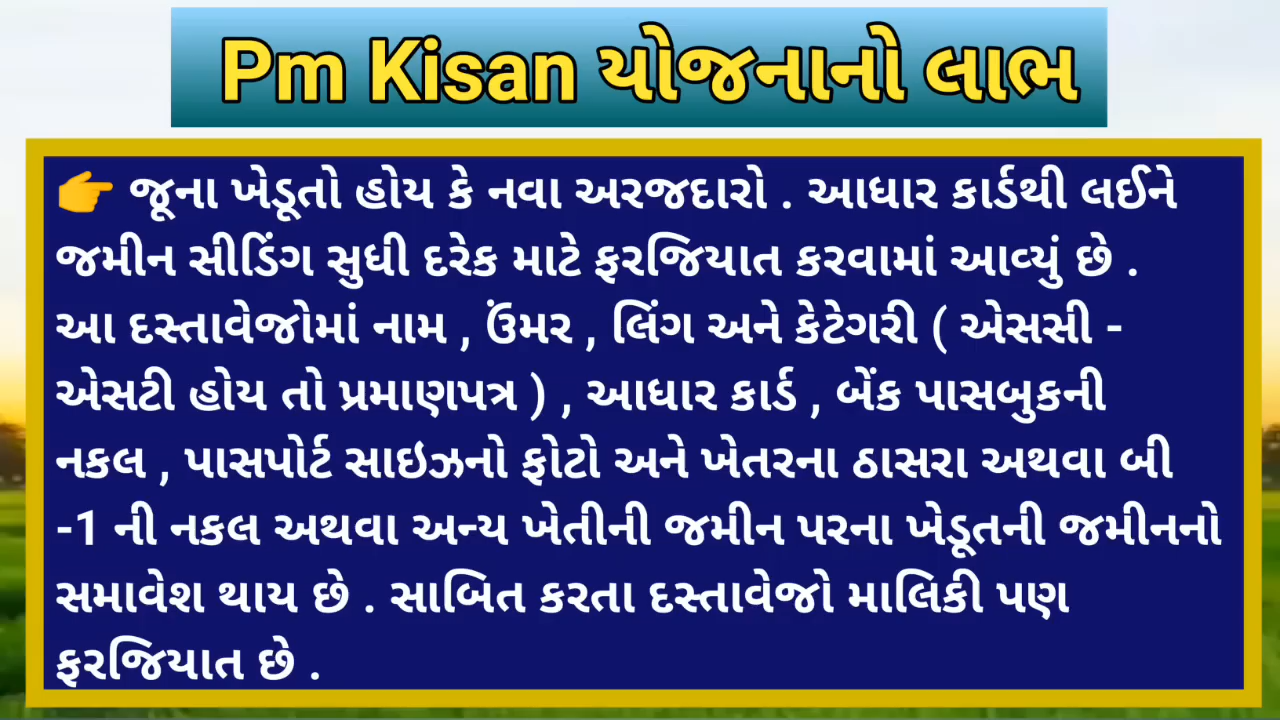 Pm Kisan યોજનાનો લાભ
👉 જૂના ખેડૂતો હોય કે નવા અરજદારો . આધાર કાર્ડથી લઈને
જમીન સીડિંગ સુધી દરેક માટે ફરજિયાત કરવામાં આવ્યું છે .
આ દસ્તાવેજોમાં નામ , ઉંમર , લિંગ અને કેટેગરી ( એસસી -
એસટી હોય તો પ્રમાણપત્ર ) , આધાર કાર્ડ , બેંક પાસબુકની
નકલ , પાસપોર્ટ સાઇઝનો ફોટો અને ખેતરના ઠાસરા અથવા બી
-1 ની નકલ અથવા અન્ય ખેતીની જમીન પરના ખેડૂતની જમીનનો
સમાવેશ થાય છે . સાબિત કરતા દસ્તાવેજો માલિકી પણ
ફરજિયાત છે .